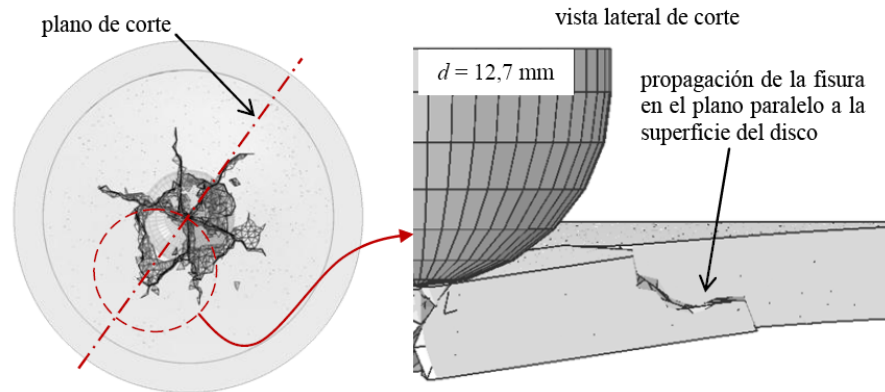 plano de corte
vista lateral de corte
d = 12,7 mm
propagación de la fisura
en el plano paralelo a la
superficie del disco